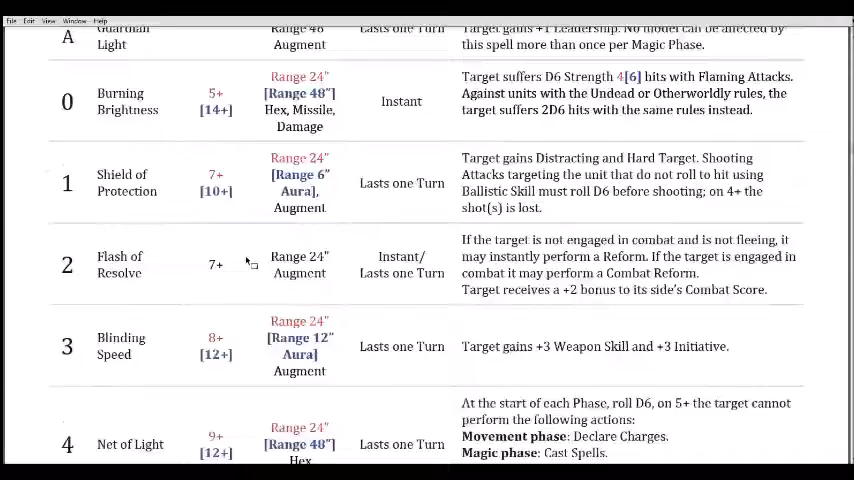 File Edit View Window Help
A
Guardian
Light
Range 48"
Augment
Lasts one Turn
Target gains +1 Leadership. No model can be affected by
this spell more than once per Magic Phase.
0
Burning
Brightness
5+
[14+]
Range 24"
[Range 48"]
Hex, Missile,
Damage
Instant
Target suffers D6 Strength 4[6] hits with Flaming Attacks.
Against units with the Undead or Otherworldly rules, the
target suffers 2D6 hits with the same rules instead.
1
Shield of
Protection
7+
[10+]
Range 24"
[Range 6"
Aura],
Augment
Lasts one Turn
Target gains Distracting and Hard Target. Shooting
Attacks targeting the unit that do not roll to hit using
Ballistic Skill must roll D6 before shooting; on 4+ the
shot(s) is lost.
2
Flash of
Resolve
7+
Range 24"
Augment
Instant/
Lasts one Turn
If the target is not engaged in combat and is not fleeing, it
may instantly perform a Reform. If the target is engaged in
combat it may perform a Combat Reform.
Target receives a +2 bonus to its side's Combat Score.
3
Blinding
Speed
8+
[12+]
Range 24"
[Range 12"
Aura]
Augment
Lasts one Turn
Target gains +3 Weapon Skill and +3 Initiative.
4
Net of Light
9+
[12+]
Range 24"
[Range 48"]
Hex
Lasts one Turn
At the start of each Phase, roll D6, on 5+ the target cannot
perform the following actions:
Movement phase: Declare Charges.
Magic phase: Cast Spells.